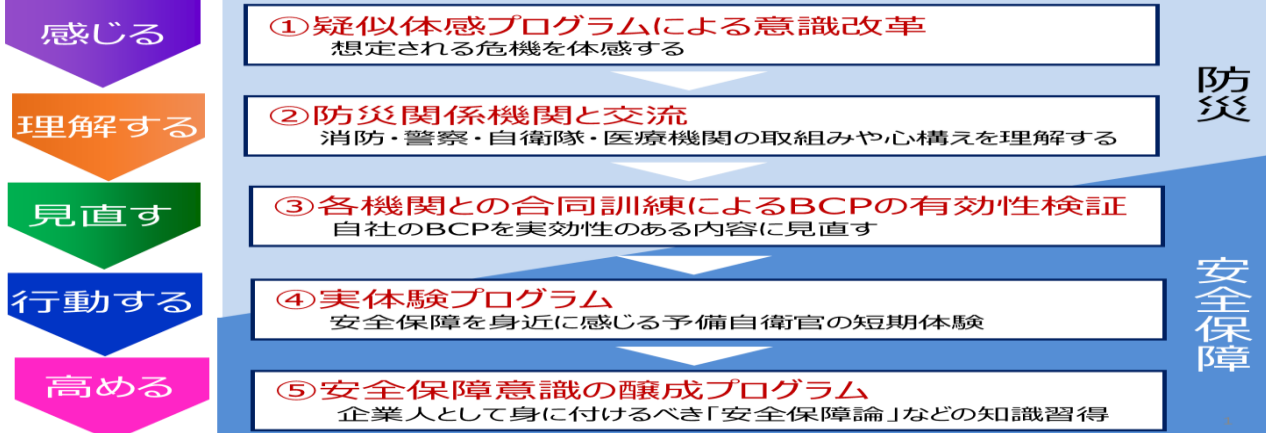 感じる
①疑似体感プログラムによる意識改革
想定される危機を体感する
防災
理解する
②防災関係機関と交流
消防・警察・自衛隊・医療機関の取組みや心構えを理解する
見直す
③各機関との合同訓練によるBCPの有効性検証
自社のBCPを実効性のある内容に見直す
安全保障
行動する
④実体験プログラム
安全保障を身近に感じる予備自衛官の短期体験
高める
⑤安全保障意識の醸成プログラム
企業人として身に付けるべき「安全保障論」などの知識習得